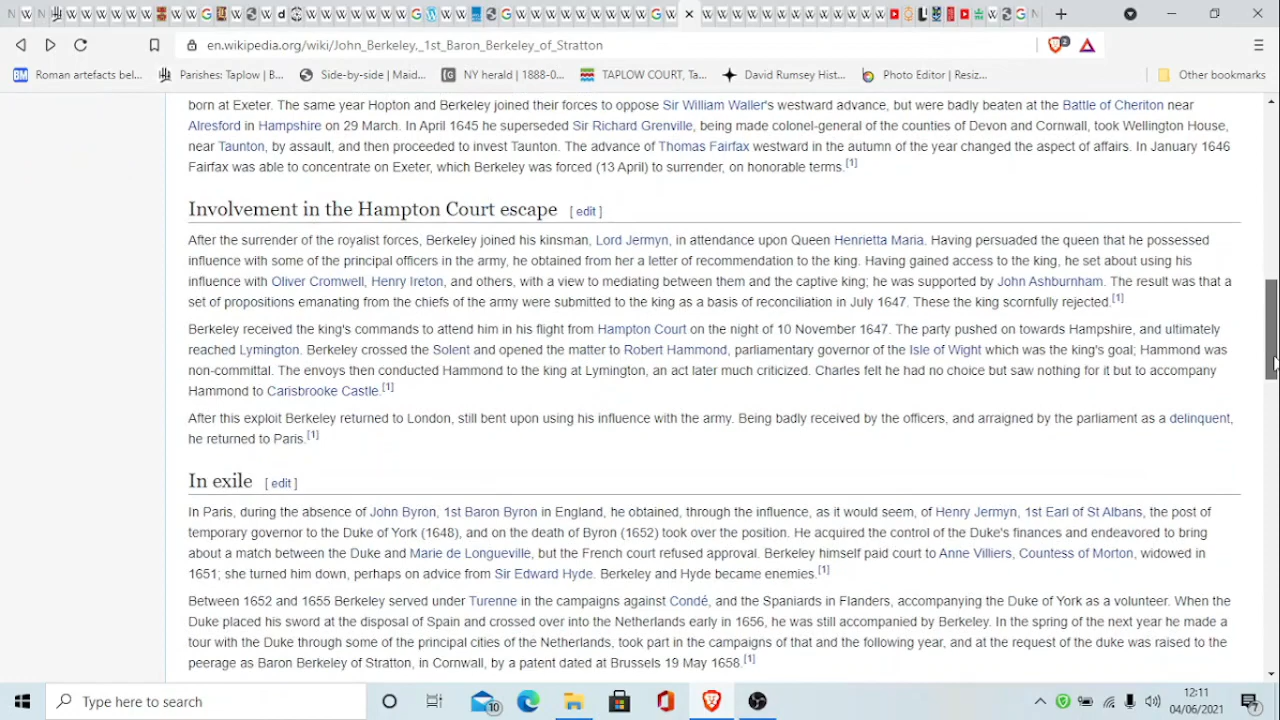 en.wikipedia.org/wiki/John_Berkeley,_1st_Baron_Berkeley_of_Stratton
2
Roman artefacts bel...
Parishes: Taplow | B...
Side-by-side | Maid...
NY herald | 1888-0...
TAPLOW COURT, Ta...
David Rumsey Hist...
Photo Editor | Resiz...
Other bookmarks
born at Exeter. The same year Hopton and Berkeley joined their forces to oppose Sir William Waller's westward advance, but were badly beaten at the Battle of Cheriton near
Alresford in Hampshire on 29 March. In April 1645 he superseded Sir Richard Grenville, being made colonel-general of the counties of Devon and Cornwall, took Wellington House,
near Taunton, by assault, and then proceeded to invest Taunton. The advance of Thomas Fairfax westward in the autumn of the year changed the aspect of affairs. In January 1646
Fairfax was able to concentrate on Exeter, which Berkeley was forced (13 April) to surrender, on honorable terms.[1]
Involvement in the Hampton Court escape [ edit ]
After the surrender of the royalist forces, Berkeley joined his kinsman, Lord Jermyn, in attendance upon Queen Henrietta Maria. Having persuaded the queen that he possessed
influence with some of the principal officers in the army, he obtained from her a letter of recommendation to the king. Having gained access to the king, he set about using his
influence with Oliver Cromwell, Henry Ireton, and others, with a view to mediating between them and the captive king; he was supported by John Ashburnham. The result was that a
set of propositions emanating from the chiefs of the army were submitted to the king as a basis of reconciliation in July 1647. These the king scornfully rejected.[1]
Berkeley received the king's commands to attend him in his flight from Hampton Court on the night of 10 November 1647. The party pushed on towards Hampshire, and ultimately
reached Lymington. Berkeley crossed the Solent and opened the matter to Robert Hammond, parliamentary governor of the Isle of Wight which was the king's goal; Hammond was
non-committal. The envoys then conducted Hammond to the king at Lymington, an act later much criticized. Charles felt he had no choice but saw nothing for it but to accompany
Hammond to Carisbrooke Castle.[1]
After this exploit Berkeley returned to London, still bent upon using his influence with the army. Being badly received by the officers, and arraigned by the parliament as a delinquent,
he returned to Paris.[1]
In exile [ edit ]
In Paris, during the absence of John Byron, 1st Baron Byron in England, he obtained, through the influence, as it would seem, of Henry Jermyn, 1st Earl of St Albans, the post of
temporary governor to the Duke of York (1648), and on the death of Byron (1652) took over the position. He acquired the control of the Duke's finances and endeavored to bring
about a match between the Duke and Marie de Longueville, but the French court refused approval. Berkeley himself paid court to Anne Villiers, Countess of Morton, widowed in
1651; she turned him down, perhaps on advice from Sir Edward Hyde. Berkeley and Hyde became enemies.[1]
Between 1652 and 1655 Berkeley served under Turenne in the campaigns against Condé, and the Spaniards in Flanders, accompanying the Duke of York as a volunteer. When the
Duke placed his sword at the disposal of Spain and crossed over into the Netherlands early in 1656, he was still accompanied by Berkeley. In the spring of the next year he made a
tour with the Duke through some of the principal cities of the Netherlands, took part in the campaigns of that and the following year, and at the request of the duke was raised to the
peerage as Baron Berkeley of Stratton, in Cornwall, by a patent dated at Brussels 19 May 1658.[1]
Type here to search
10
12:11
04/06/2021
7